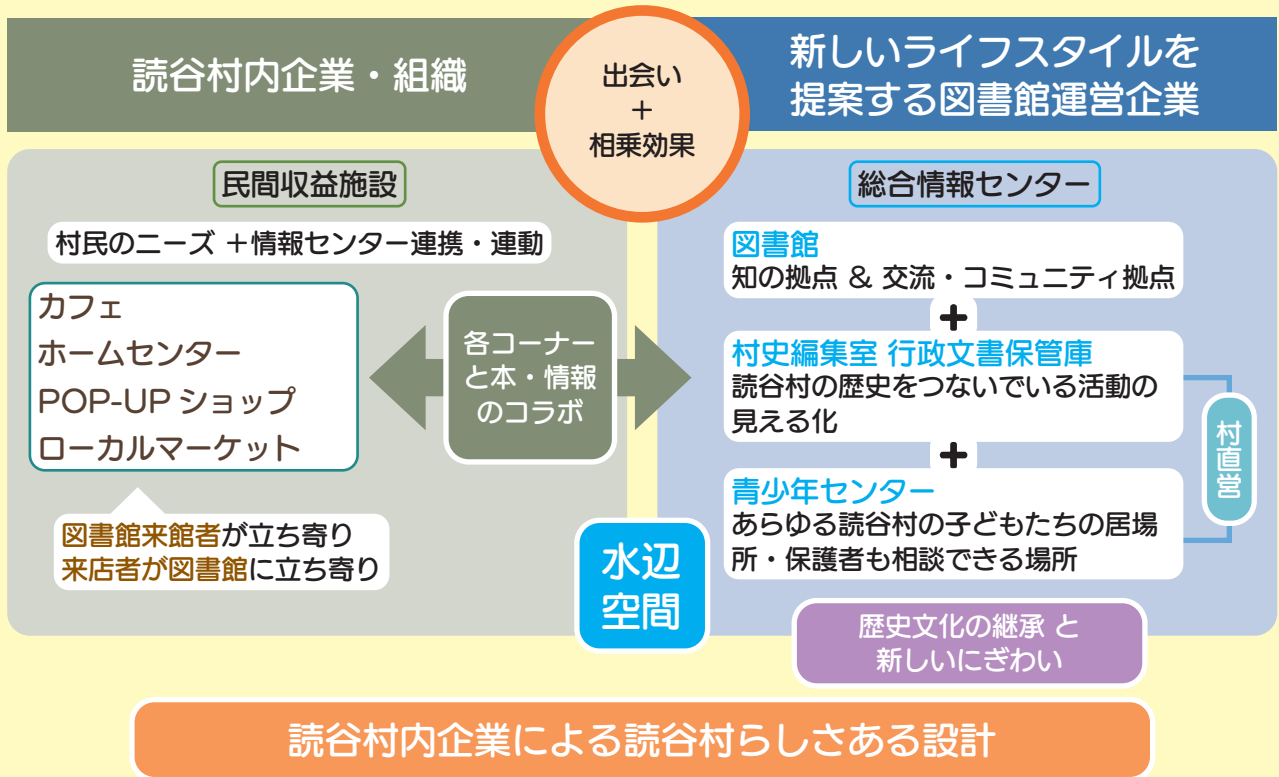 読谷村内企業・組織
出会い
+
相乗効果
新しいライフスタイルを
提案する図書館運営企業
民間収益施設
村民のニーズ +情報センター連携・連動
カフェ
ホームセンター
POP-UP ショップ
ローカルマーケット
図書館来館者が立ち寄り
来店者が図書館に立ち寄り
各コーナー
と本・情報
のコラボ
水辺
空間
総合情報センター
図書館
知の拠点 & 交流・コミュニティ拠点
+
村史編集室 行政文書保管庫
読谷村の歴史をつないでいる活動の
見える化
+
青少年センター
あらゆる読谷村の子どもたちの居場
所・保護者も相談できる場所
村直営
歴史文化の継承 と
新しいにぎわい
読谷村内企業による読谷村らしさある設計